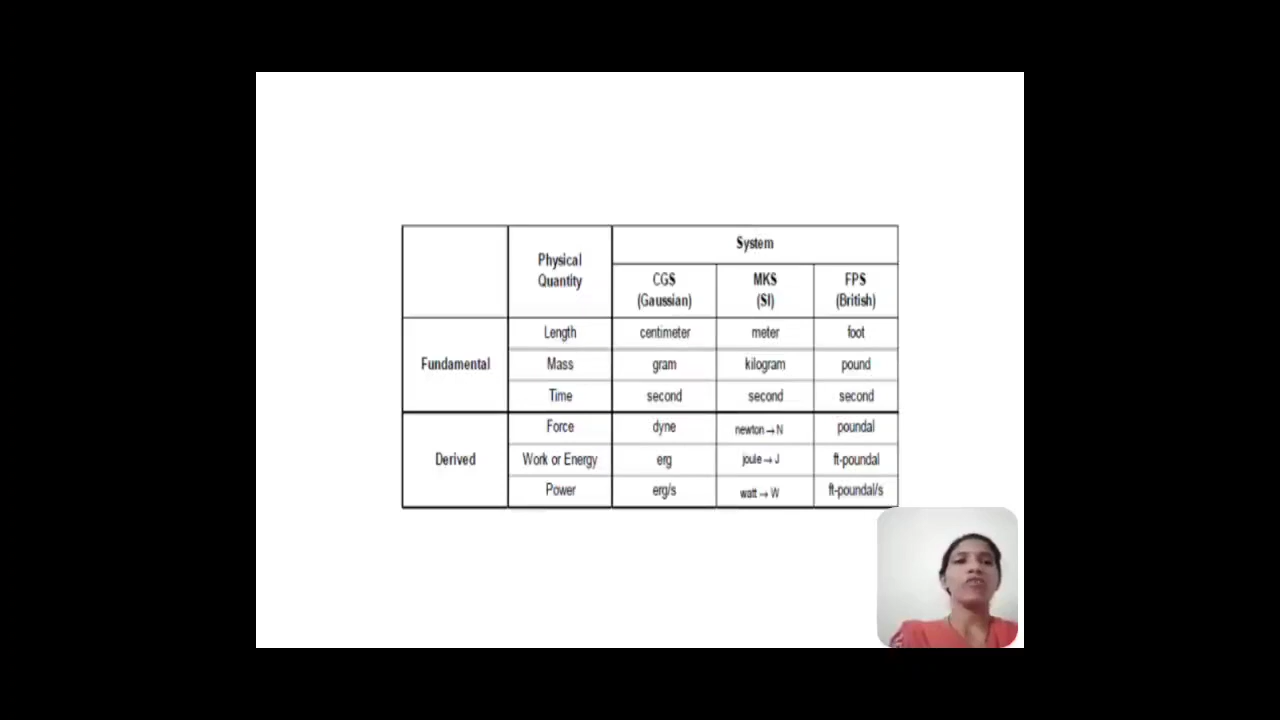 System
Physical
Quantity
CGS
(Gaussian)
MKS
(SI)
FPS
(British)
Fundamental
Length
centimeter
meter
foot
Mass
gram
kilogram
pound
Time
second
second
second
Derived
Force
dyne
newton→N
poundal
Work or Energy
erg
joule→J
ft-poundal
Power
erg/s
watt→W
ft-poundal/s